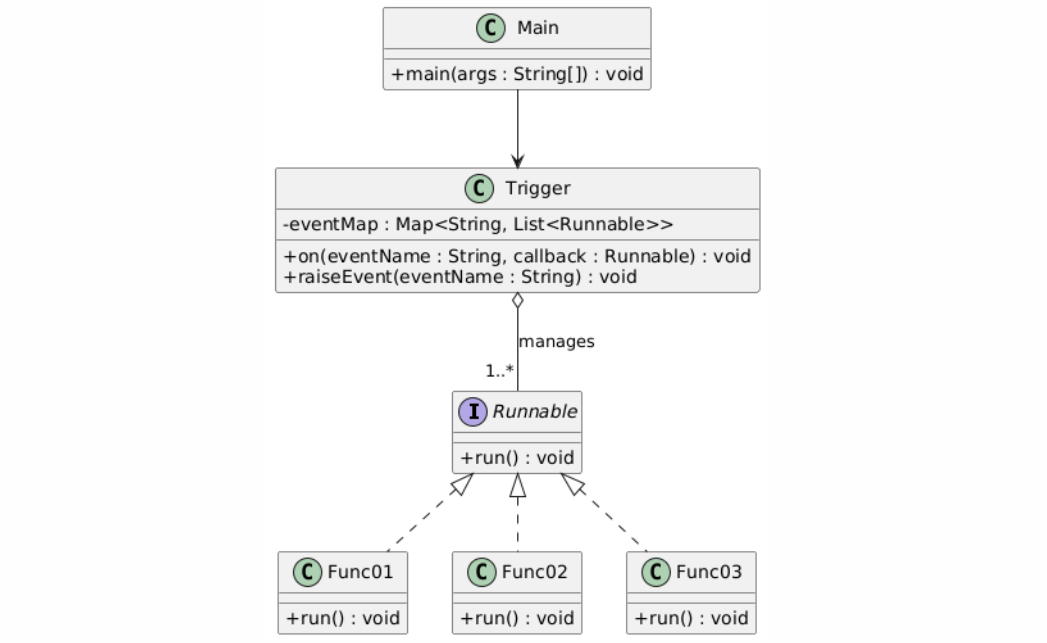 C Main
+main(args : String[]) : void
C Trigger
-eventMap : Map<String, List<Runnable>>
+on(eventName : String, callback : Runnable) : void
+raiseEvent(eventName : String) : void
manages
1..*
I Runnable
+run() : void
C Func01
+run() : void
C Func02
+run() : void
C Func03
+run() : void